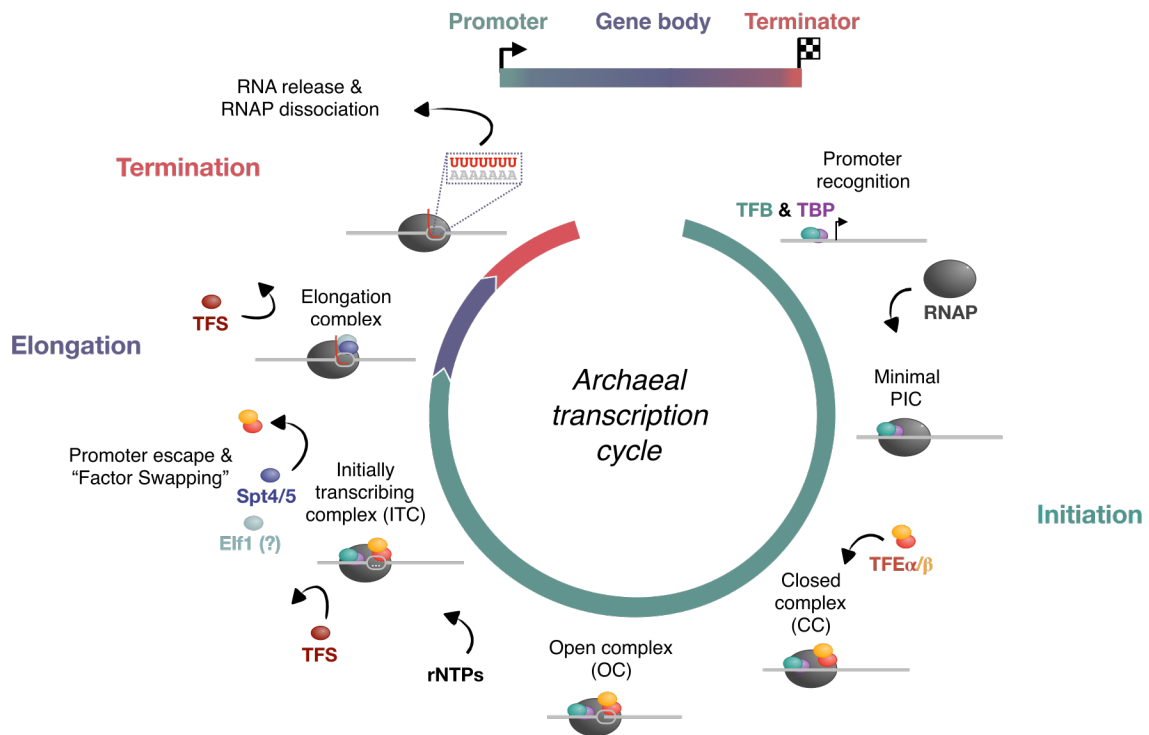 Promoter
Gene body
Terminator
RNA release &
RNAP dissociation
UUUUUUU
AAAAAAA
Termination
Promoter
recognition
TFB & TBP
RNAP
Minimal
PIC
Initiation
TFEα/β
Closed
complex
(CC)
Open complex
(OC)
rNTPs
Initially
transcribing
complex (ITC)
...
TFS
Promoter escape &
“Factor Swapping”
Spt4/5
Elf1 (?)
Elongation
Elongation
complex
TFS
Archaeal
transcription
cycle